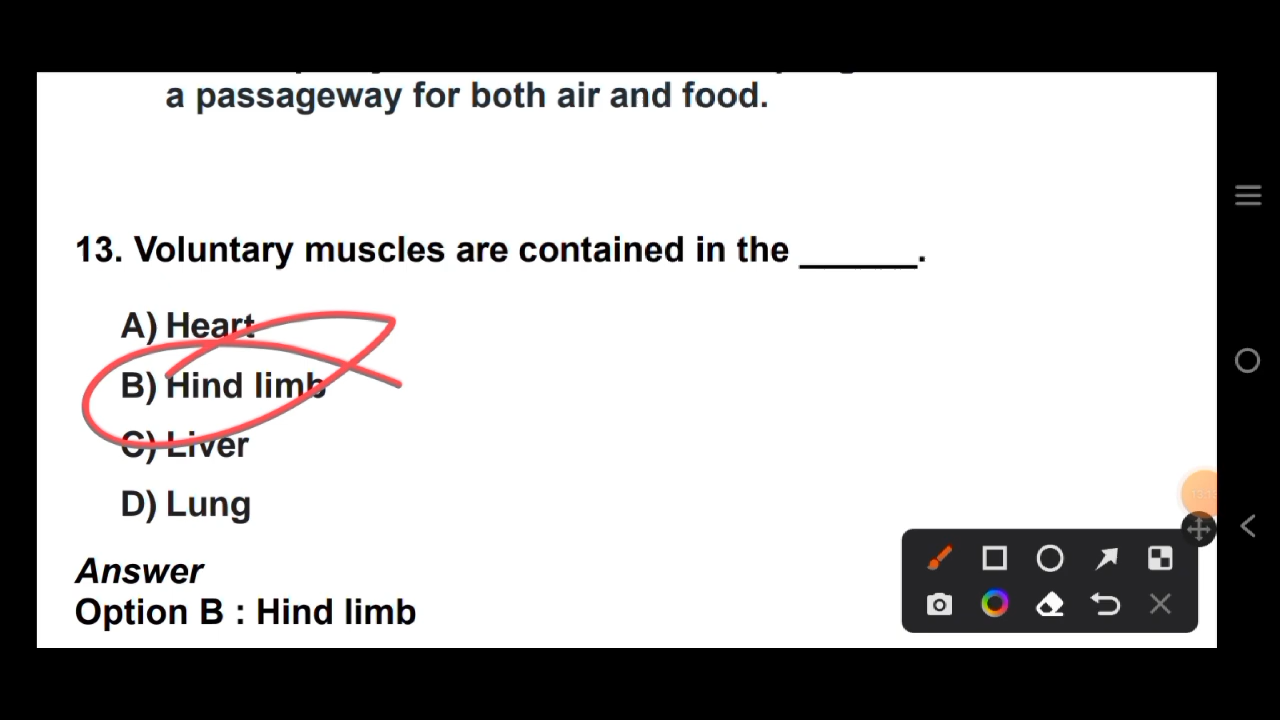 a passageway for both air and food.
13. Voluntary muscles are contained in the ______.
A) Heart
B) Hind limb
C) Liver
D) Lung
Answer
Option B : Hind limb